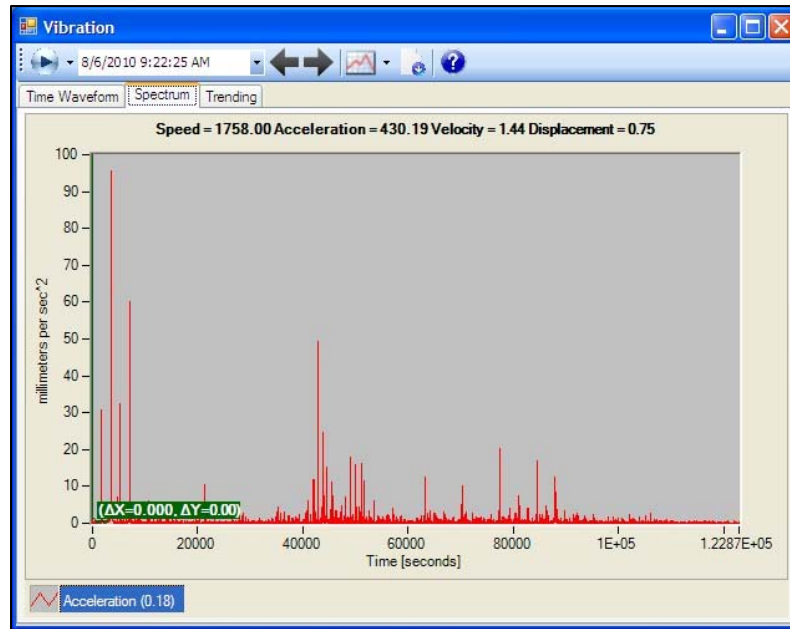 Vibration
8/6/2010 9:22:25 AM
Time Waveform Spectrum Trending
Speed = 1758.00 Acceleration = 430.19 Velocity = 1.44 Displacement = 0.75
100
90
80
70
60
50
40
30
20
10
0
millimeters per sec^2
(ΔX=0.000, ΔY=0.00)
0 20000 40000 60000 80000 1E+05 1.2287E+05
Time [seconds]
Acceleration (0.18)